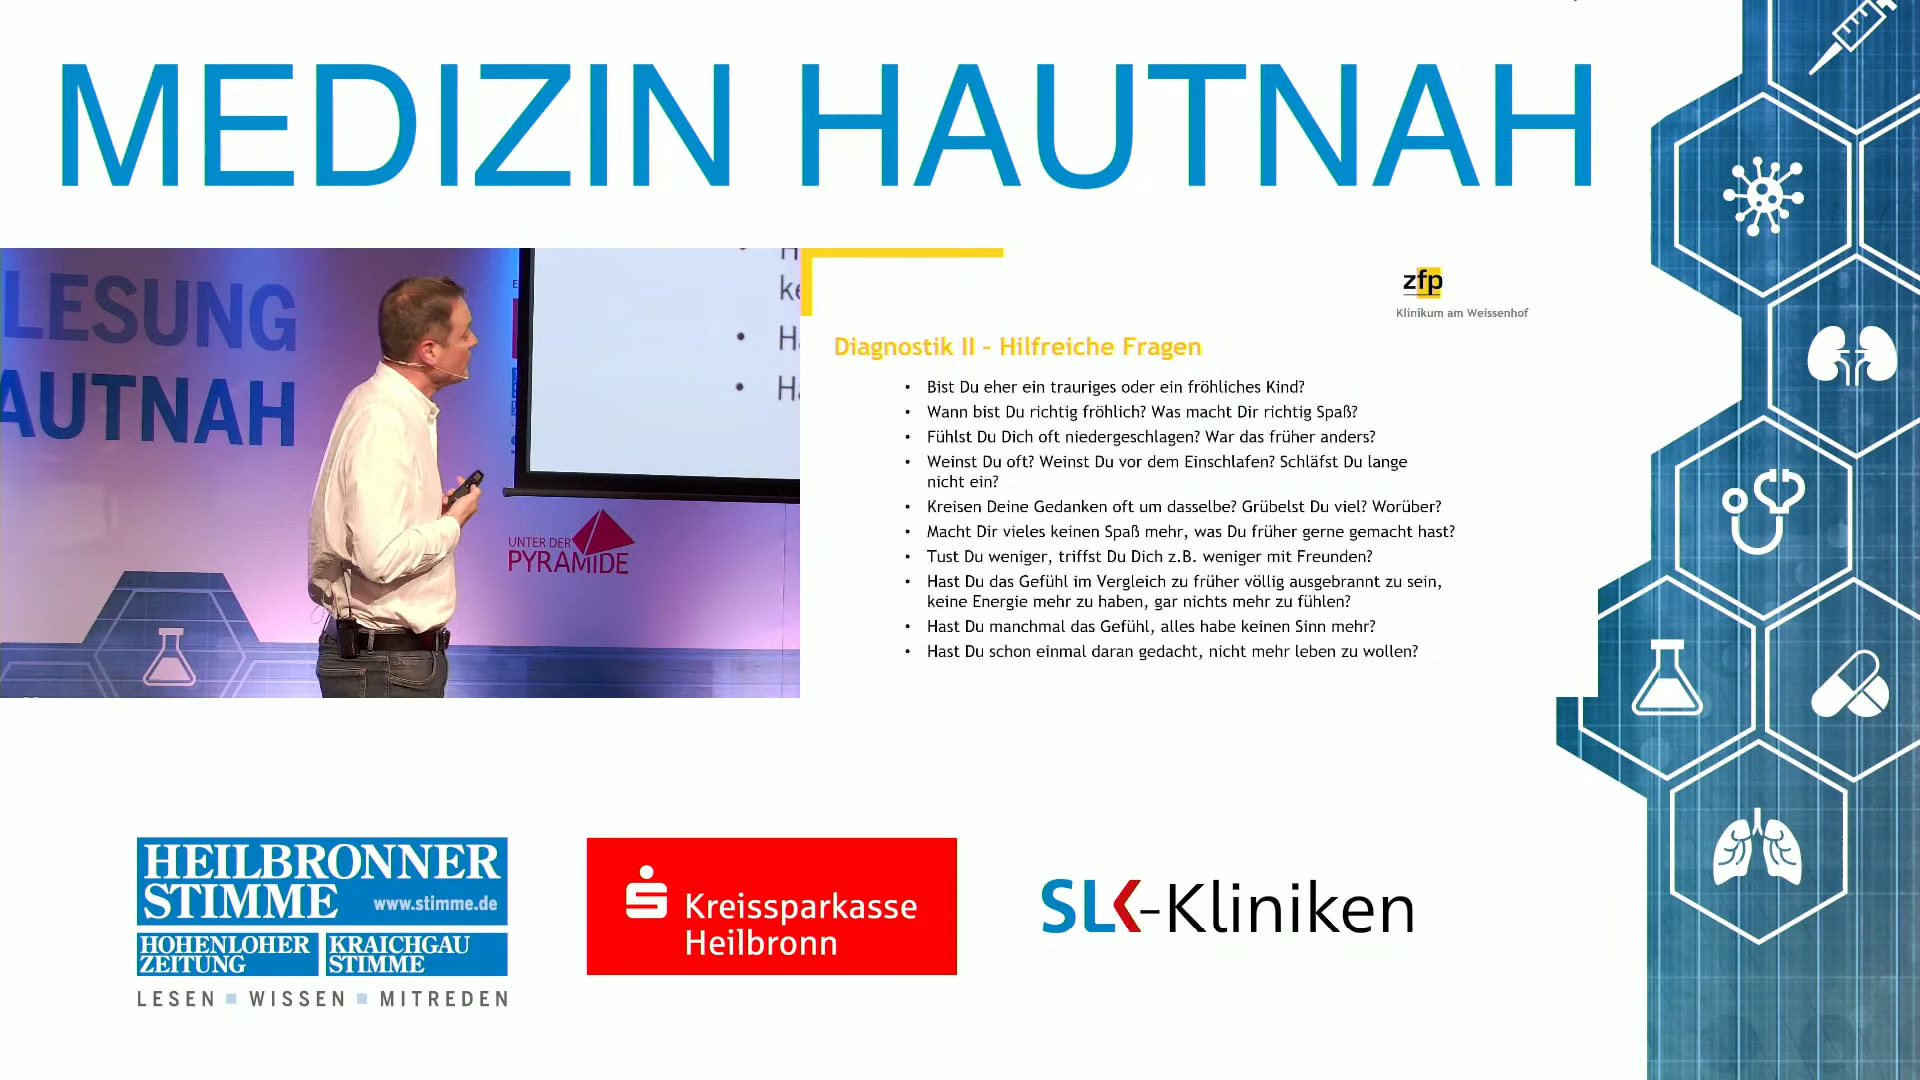 MEDIZIN HAUTNAH
LESUNG
AUTNAH
UNTER DER
PYRAMIDE
zfp
Klinikum am Weissenhof
Diagnostik II – Hilfreiche Fragen
• Bist Du eher ein trauriges oder ein fröhliches Kind?
• Wann bist Du richtig fröhlich? Was macht Dir richtig Spaß?
• Fühlst Du Dich oft niedergeschlagen? War das früher anders?
• Weinst Du oft? Weinst Du vor dem Einschlafen? Schläfst Du lange
nicht ein?
• Kreisen Deine Gedanken oft um dasselbe? Grübelst Du viel? Worüber?
• Macht Dir vieles keinen Spaß mehr, was Du früher gerne gemacht hast?
• Tust Du weniger, triffst Du Dich z.B. weniger mit Freunden?
• Hast Du das Gefühl im Vergleich zu früher völlig ausgebrannt zu sein,
keine Energie mehr zu haben, gar nichts mehr zu fühlen?
• Hast Du manchmal das Gefühl, alles habe keinen Sinn mehr?
• Hast Du schon einmal daran gedacht, nicht mehr leben zu wollen?
HEILBRONNER
STIMME www.stimme.de
HOHENLOHER
ZEITUNG
KRAICHGAU
STIMME
LESEN WISSEN MITREDEN
Kreissparkasse
Heilbronn
SLK-Kliniken